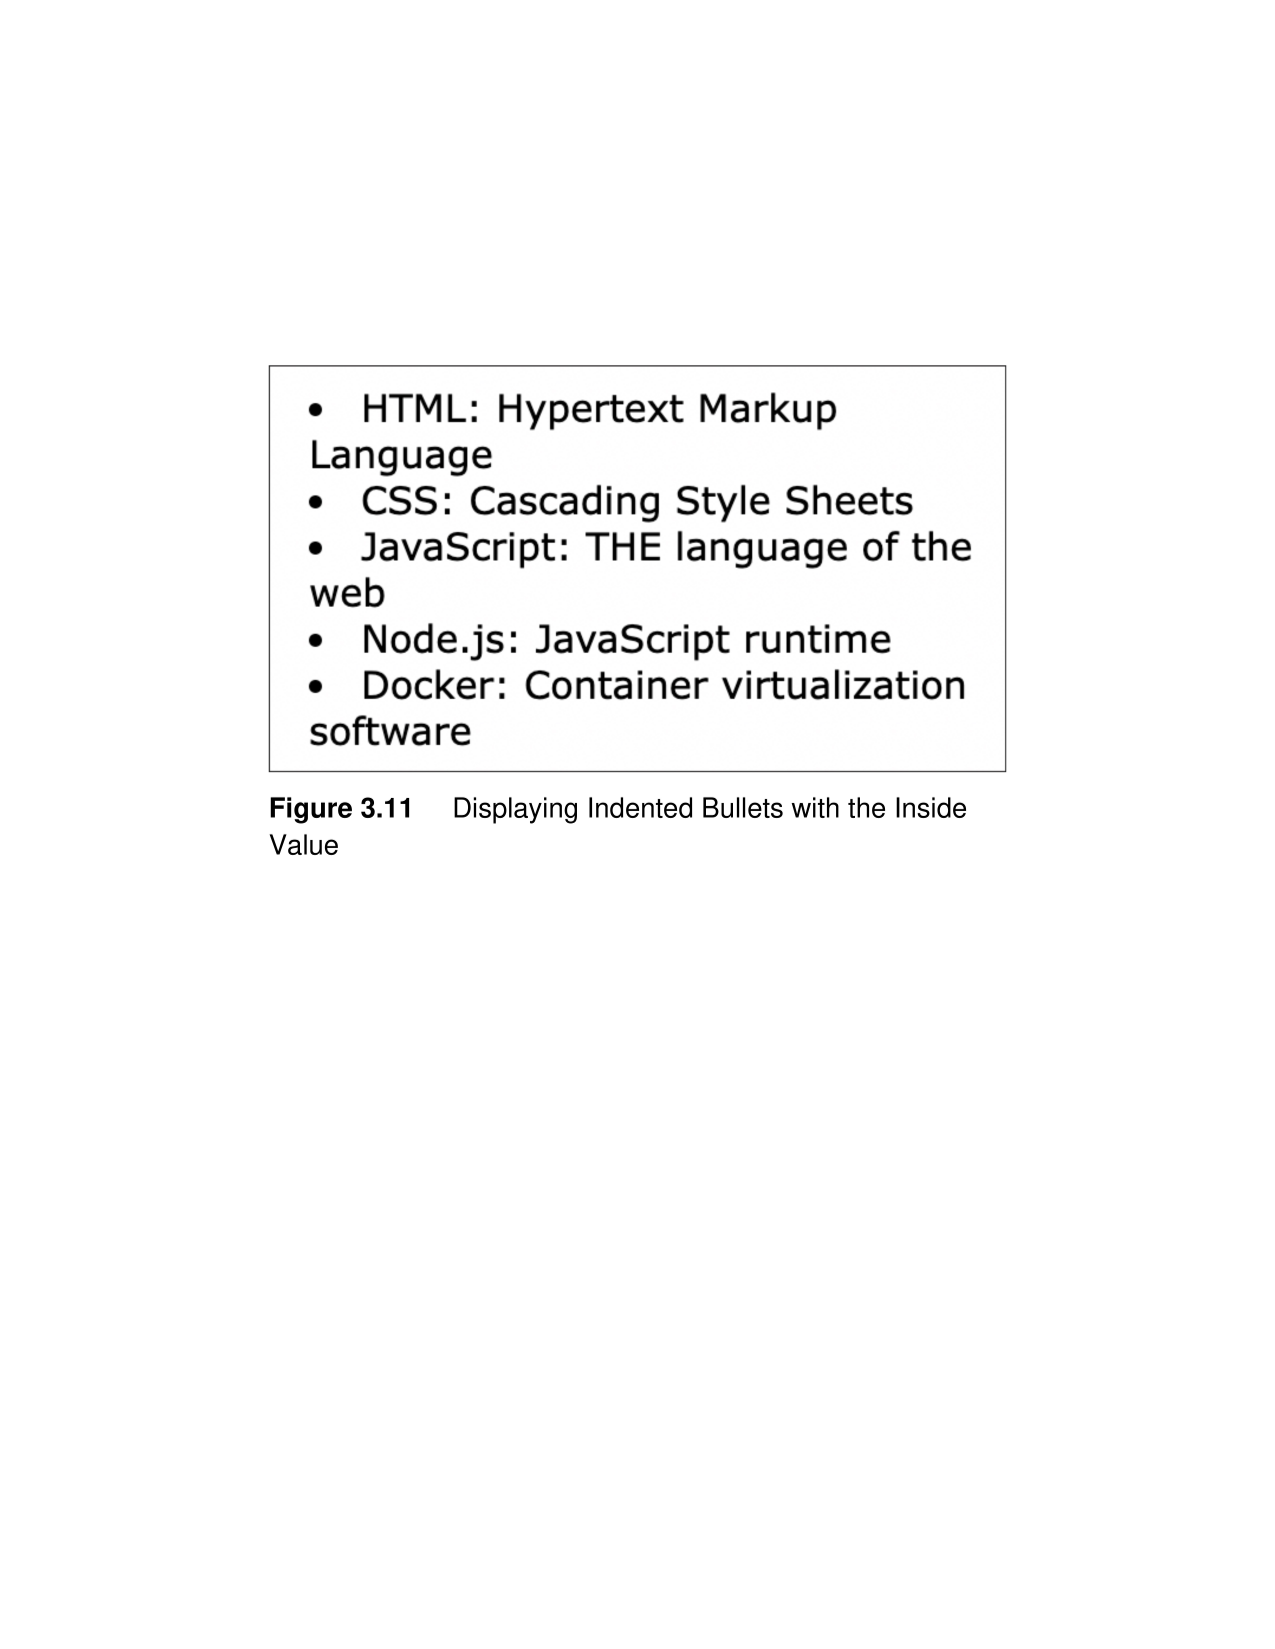 • HTML: Hypertext Markup
Language
• CSS: Cascading Style Sheets
• JavaScript: THE language of the
web
• Node.js: JavaScript runtime
• Docker: Container virtualization
software
Figure 3.11 Displaying Indented Bullets with the Inside
Value